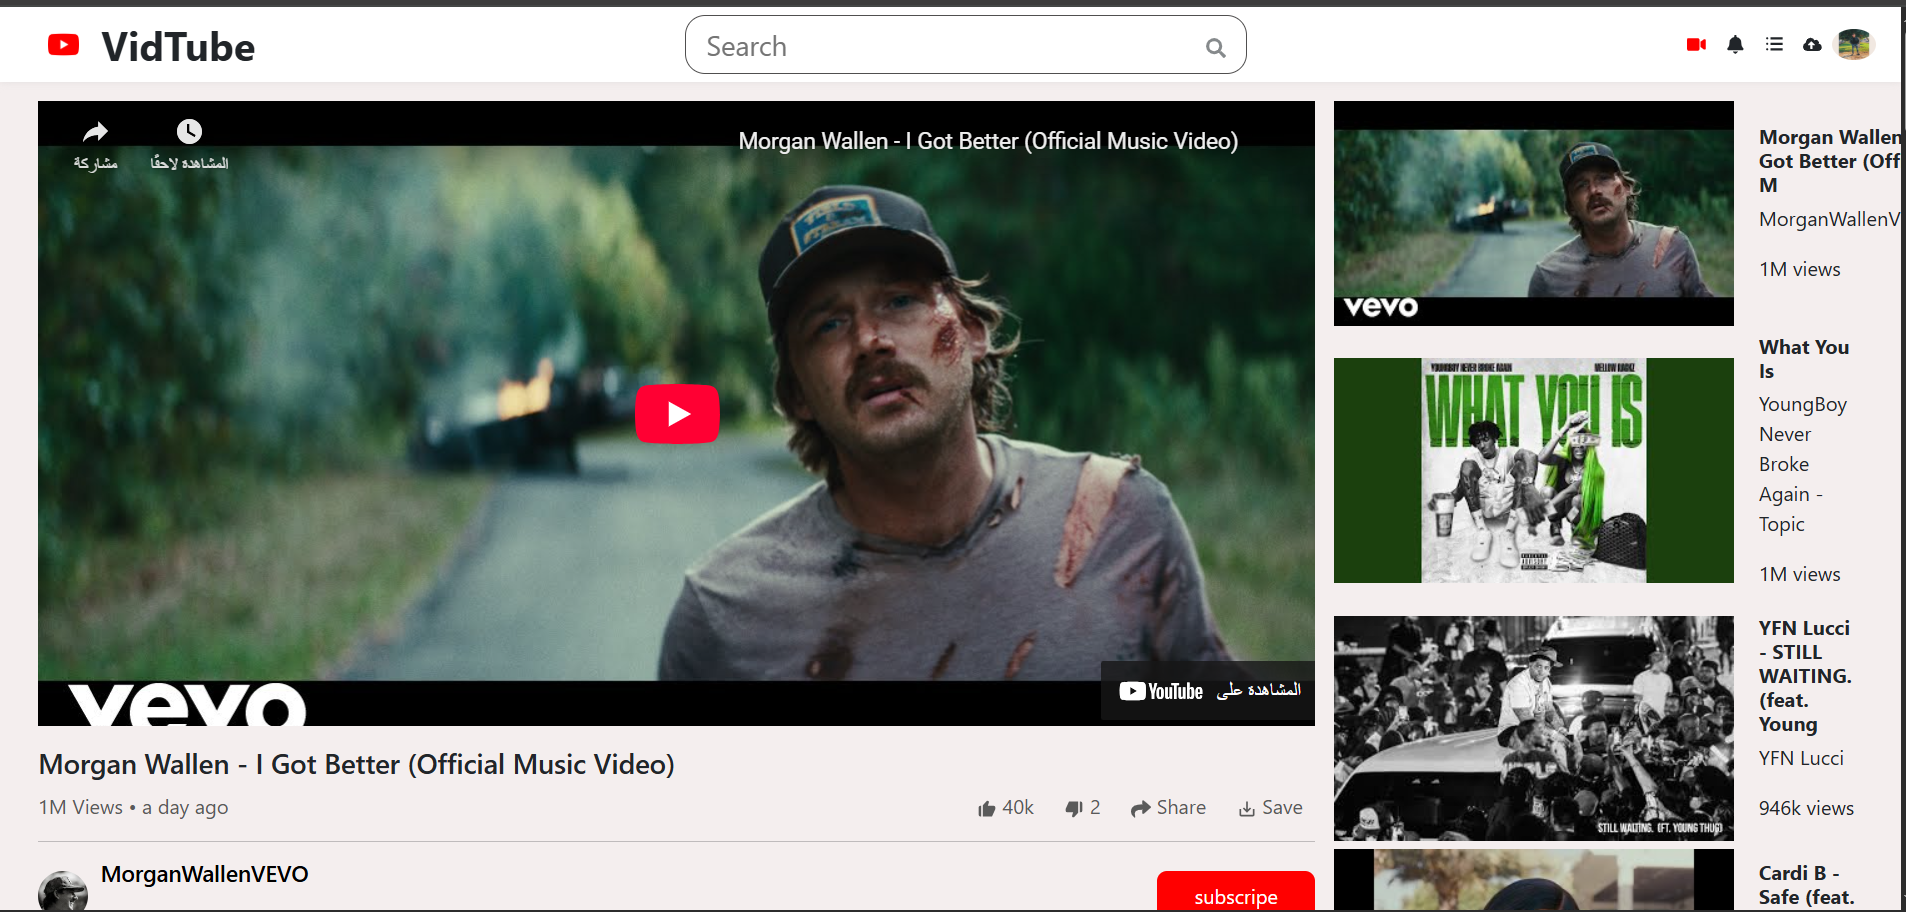 VidTube
Search
مشاركة
المشاهدة لاحقًا
Morgan Wallen - I Got Better (Official Music Video)
vevo
المشاهدة على YouTube
Morgan Wallen - I Got Better (Official Music Video)
1M Views • a day ago
40k
2
Share
Save
MorganWallenVEVO
subscripe
vevo
Morgan Wallen
Got Better (Off
M
MorganWallenV
1M views
YOUNGBOY NEVER BROKE AGAIN
WHAT YOU IS
What You
Is
YoungBoy
Never
Broke
Again -
Topic
1M views
STILL WAITING. (FT. YOUNG THUG)
YFN Lucci
- STILL
WAITING.
(feat.
Young
YFN Lucci
946k views
Cardi B -
Safe (feat.